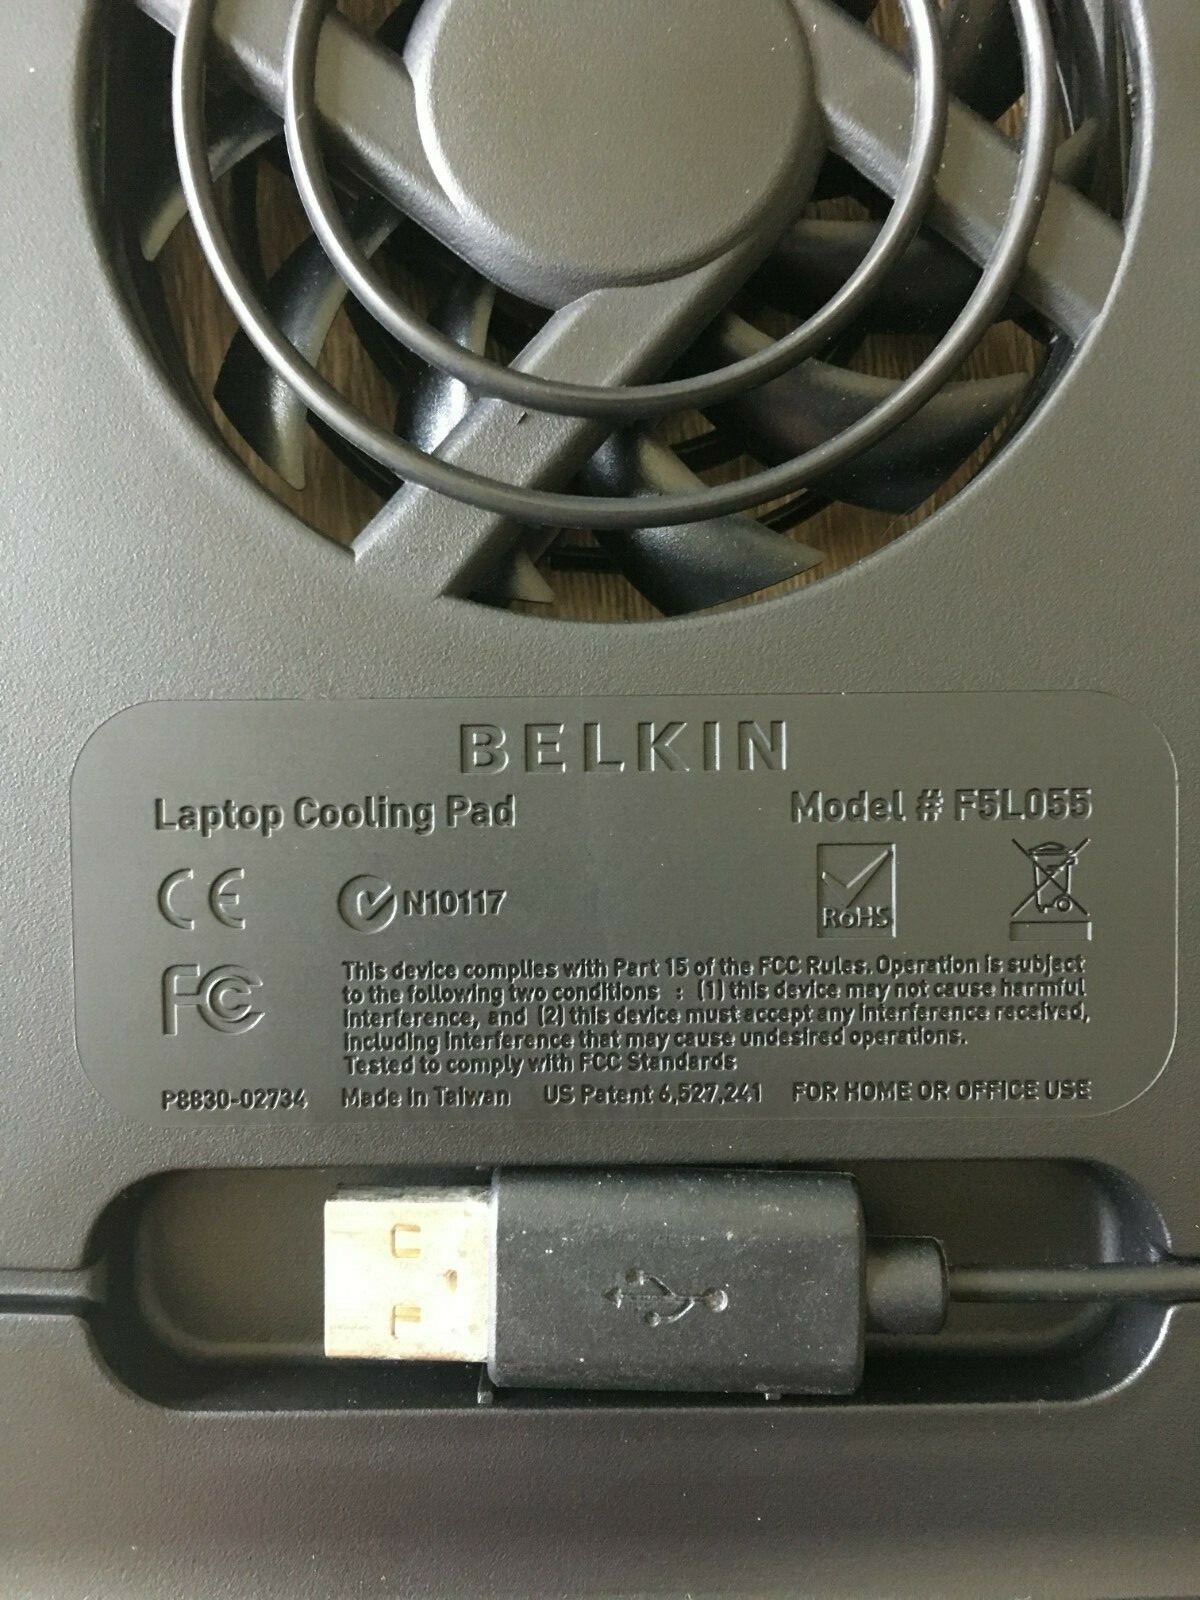 BELKIN
Laptop Cooling Pad
Model # F5L055
CE
N10117
RoHS
FC
This device complies with Part 15 of the FCC Rules. Operation is subject
to the following two conditions : (1) this device may not cause harmful
interference, and (2) this device must accept any interference received,
including interference that may cause undesired operations.
Tested to comply with FCC Standards
P8830-02734 Made in Taiwan US Patent 6,527,241 FOR HOME OR OFFICE USE